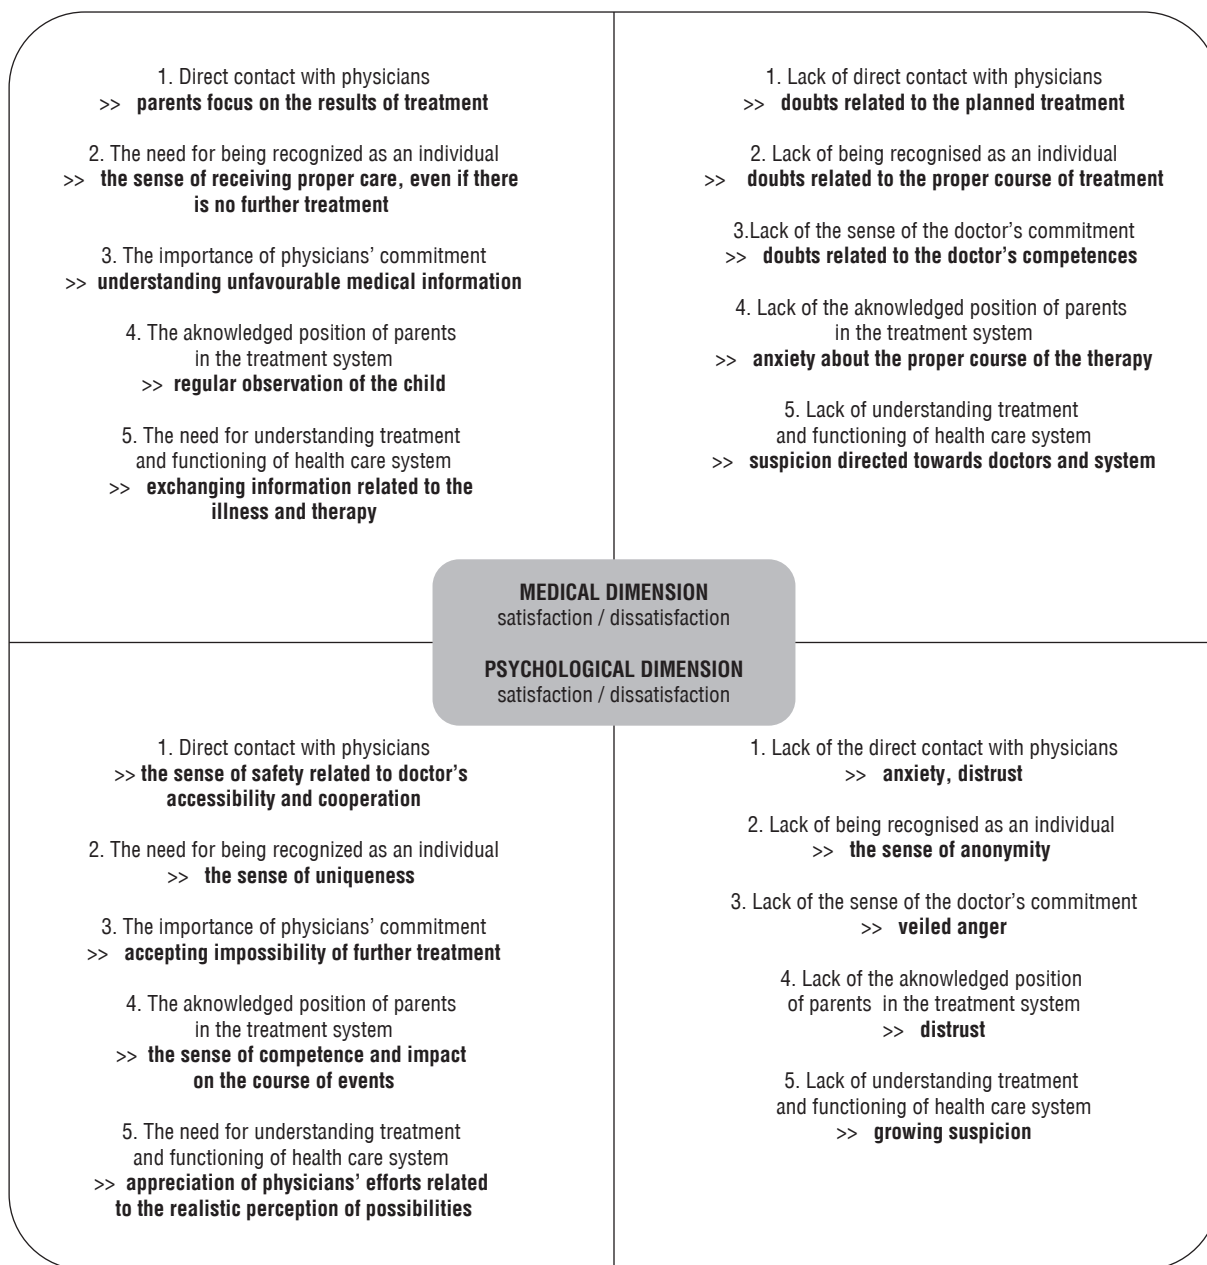 1. Direct contact with physicians
>> parents focus on the results of treatment
2. The need for being recognized as an individual
>> the sense of receiving proper care, even if there
is no further treatment
3. The importance of physicians’ commitment
>> understanding unfavourable medical information
4. The aknowledged position of parents
in the treatment system
>> regular observation of the child
5. The need for understanding treatment
and functioning of health care system
>> exchanging information related to the
illness and therapy
1. Lack of direct contact with physicians
>> doubts related to the planned treatment
2. Lack of being recognised as an individual
>> doubts related to the proper course of treatment
3.Lack of the sense of the doctor’s commitment
>> doubts related to the doctor’s competences
4. Lack of the aknowledged position of parents
in the treatment system
>> anxiety about the proper course of the therapy
5. Lack of understanding treatment
and functioning of health care system
>> suspicion directed towards doctors and system
MEDICAL DIMENSION
satisfaction / dissatisfaction
PSYCHOLOGICAL DIMENSION
satisfaction / dissatisfaction
1. Direct contact with physicians
>> the sense of safety related to doctor’s
accessibility and cooperation
2. The need for being recognized as an individual
>> the sense of uniqueness
3. The importance of physicians’ commitment
>> accepting impossibility of further treatment
4. The aknowledged position of parents
in the treatment system
>> the sense of competence and impact
on the course of events
5. The need for understanding treatment
and functioning of health care system
>> appreciation of physicians’ efforts related
to the realistic perception of possibilities
1. Lack of the direct contact with physicians
>> anxiety, distrust
2. Lack of being recognised as an individual
>> the sense of anonymity
3. Lack of the sense of the doctor’s commitment
>> veiled anger
4. Lack of the aknowledged position
of parents in the treatment system
>> distrust
5. Lack of understanding treatment
and functioning of health care system
>> growing suspicion